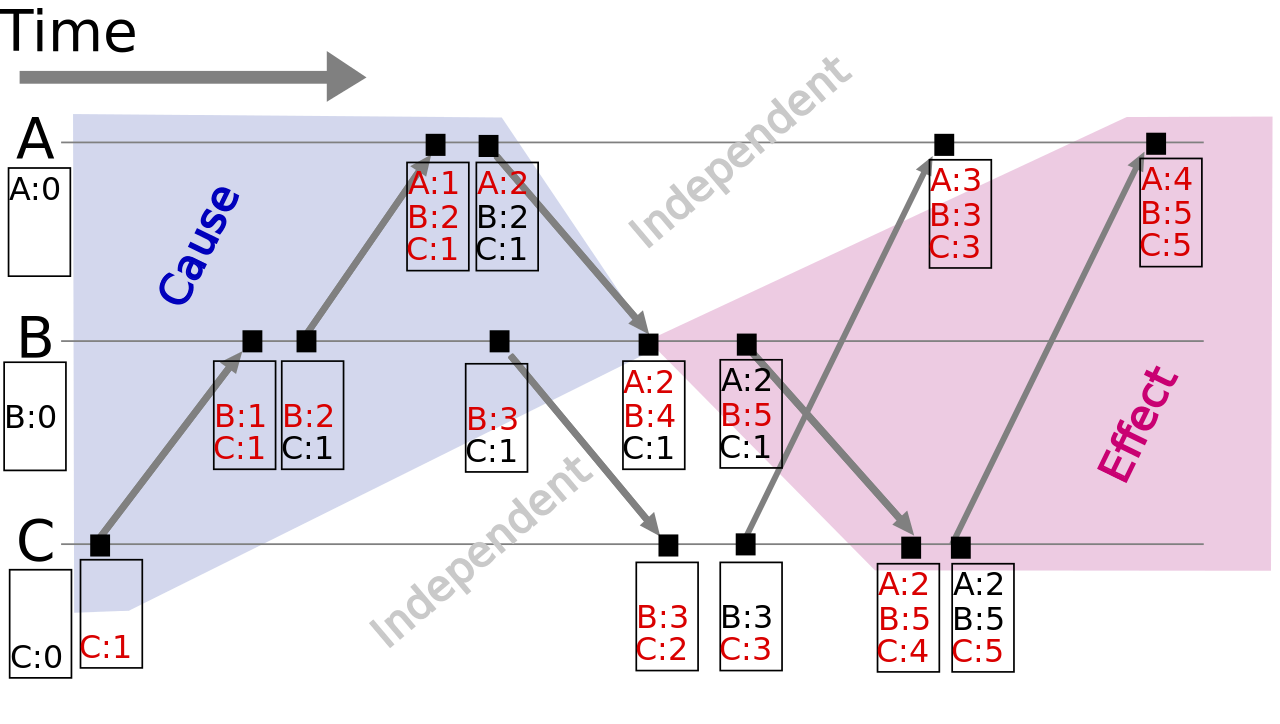 Time
A
A:0
Cause
A:1
B:2
C:1
A:2
B:2
C:1
Independent
A:3
B:3
C:3
A:4
B:5
C:5
B
B:0
B:1
C:1
B:2
C:1
B:3
C:1
A:2
B:4
C:1
A:2
B:5
C:1
Effect
Independent
C
C:0
C:1
B:3
C:2
B:3
C:3
A:2
B:5
C:4
A:2
B:5
C:5